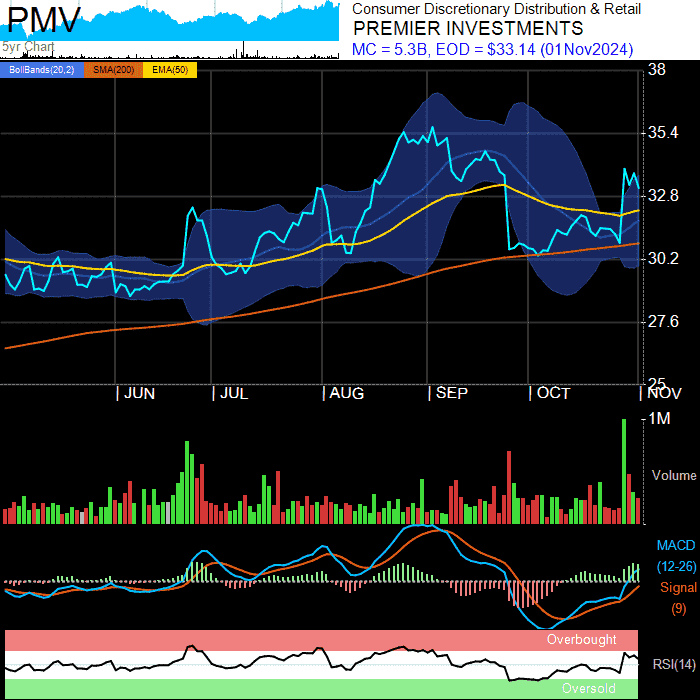 PMV
5yr Chart
Consumer Discretionary Distribution & Retail
PREMIER INVESTMENTS
MC = 5.3B, EOD = $33.14 (01Nov2024)
BollBands(20,2) SMA(200) EMA(50)
38
35.4
32.8
30.2
27.6
25
JUN JUL AUG SEP OCT NOV
1M
Volume
MACD
(12-26)
Signal
(9)
Overbought
RSI(14)
Oversold